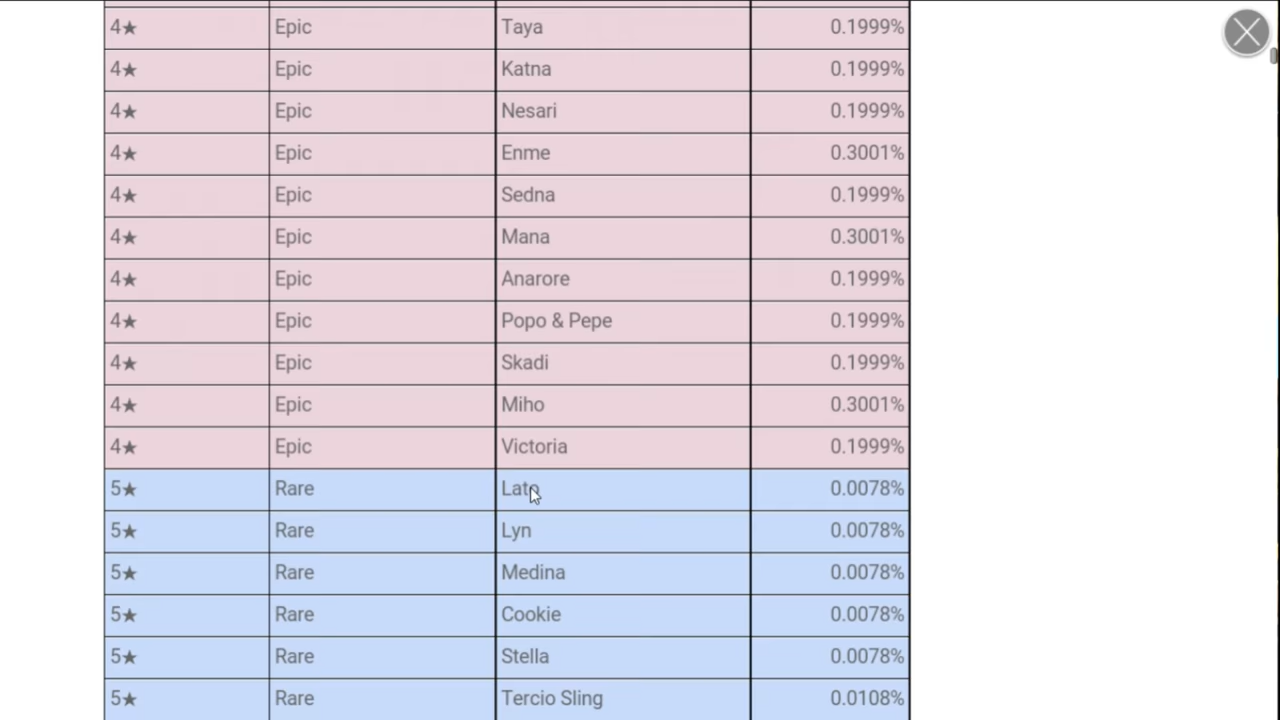 4★ Epic Taya 0.1999%
4★ Epic Katna 0.1999%
4★ Epic Nesari 0.1999%
4★ Epic Enme 0.3001%
4★ Epic Sedna 0.1999%
4★ Epic Mana 0.3001%
4★ Epic Anarore 0.1999%
4★ Epic Popo & Pepe 0.1999%
4★ Epic Skadi 0.1999%
4★ Epic Miho 0.3001%
4★ Epic Victoria 0.1999%
5★ Rare Lato 0.0078%
5★ Rare Lyn 0.0078%
5★ Rare Medina 0.0078%
5★ Rare Cookie 0.0078%
5★ Rare Stella 0.0078%
5★ Rare Tercio Sling 0.0108%